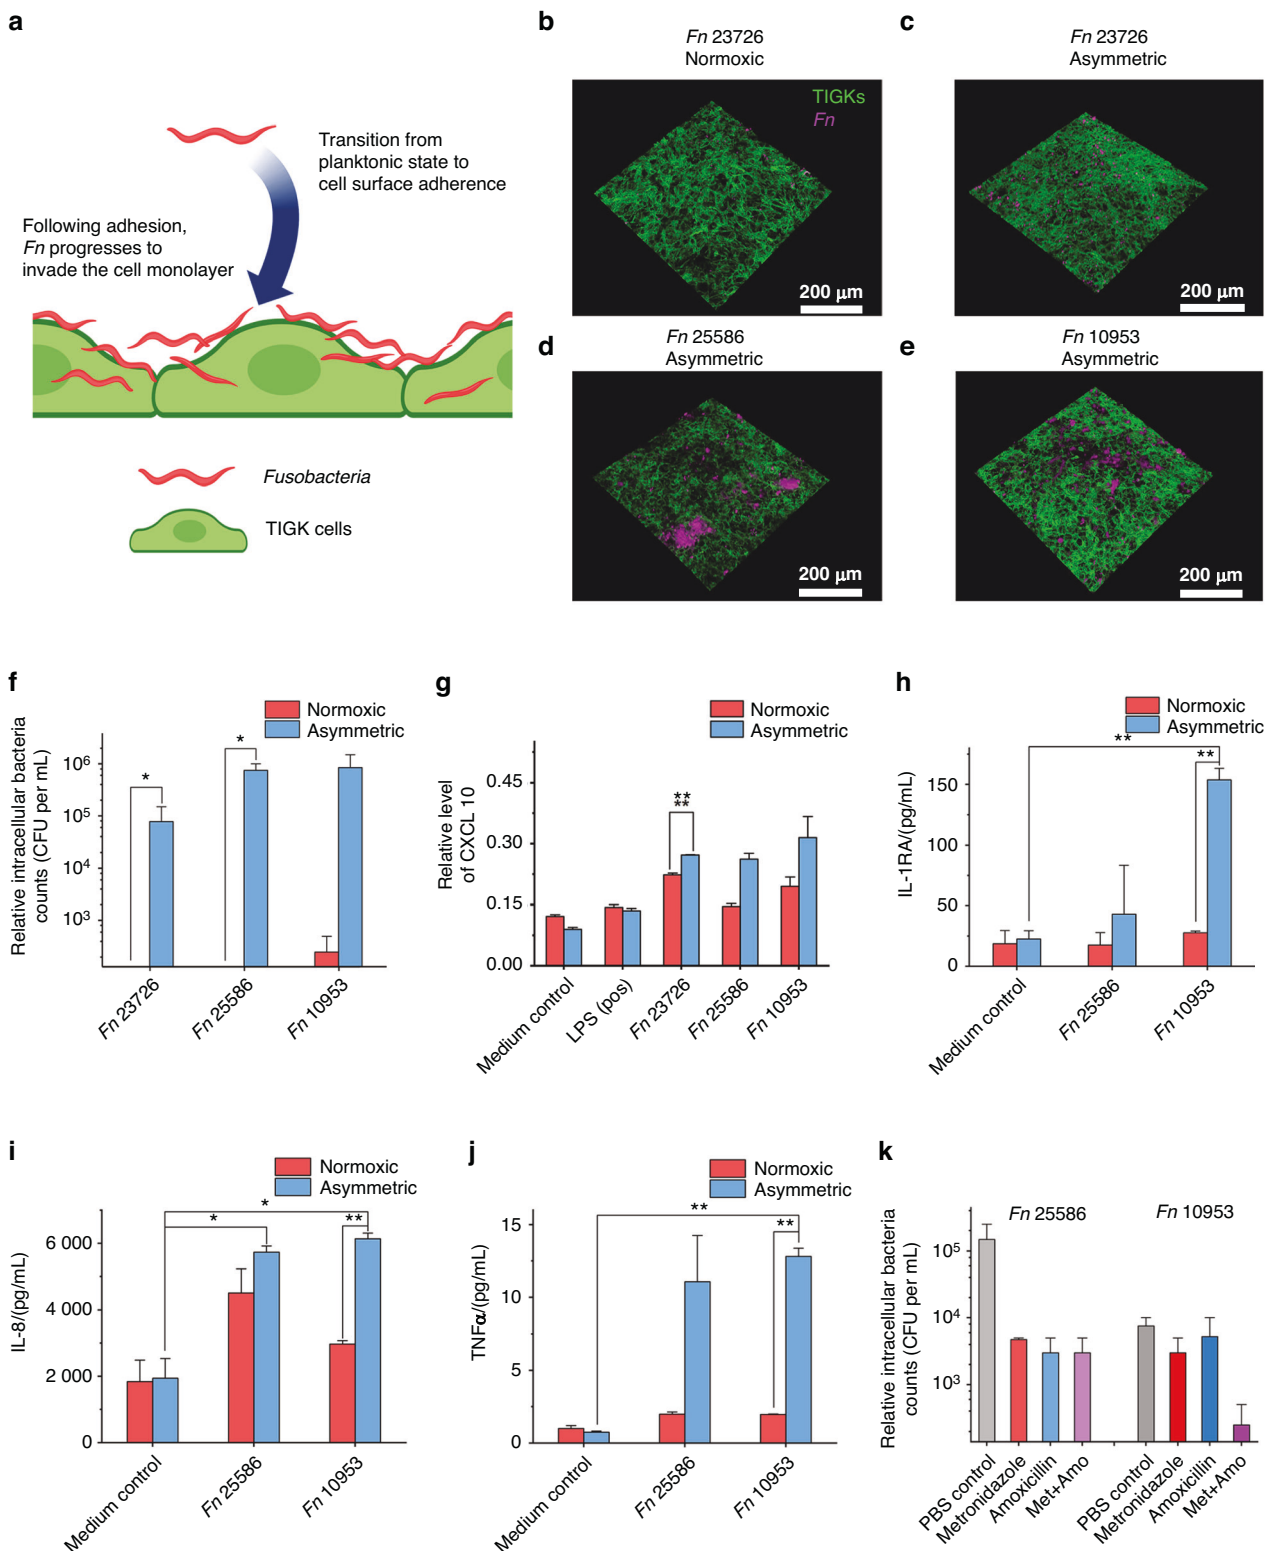 a
Transition from
planktonic state to
cell surface adherence
Following adhesion,
Fn progresses to
invade the cell monolayer
Fusobacteria
TIGK cells
b
Fn 23726
Normoxic
TIGKs
Fn
200 μm
c
Fn 23726
Asymmetric
200 μm
d
Fn 25586
Asymmetric
200 μm
e
Fn 10953
Asymmetric
200 μm
f
Normoxic
Asymmetric
Relative intracellular bacteria
counts (CFU per mL)
10⁶
10⁵
10⁴
10³
*
*
Fn 23726
Fn 25586
Fn 10953
g
Normoxic
Asymmetric
Relative level
of CXCL 10
0.45
0.30
0.15
0.00
**
**
Medium control
LPS (pos)
Fn 23726
Fn 25586
Fn 10953
h
Normoxic
Asymmetric
IL-1RA/(pg/mL)
150
100
50
0
**
**
Medium control
Fn 25586
Fn 10953
i
Normoxic
Asymmetric
IL-8/(pg/mL)
6 000
4 000
2 000
0
*
*
**
Medium control
Fn 25586
Fn 10953
j
Normoxic
Asymmetric
TNFα/(pg/mL)
15
10
5
0
**
**
Medium control
Fn 25586
Fn 10953
k
Fn 25586
Fn 10953
Relative intracellular bacteria
counts (CFU per mL)
10⁵
10⁴
10³
PBS control
Metronidazole
Amoxicillin
Met+Amo
PBS control
Metronidazole
Amoxicillin
Met+Amo